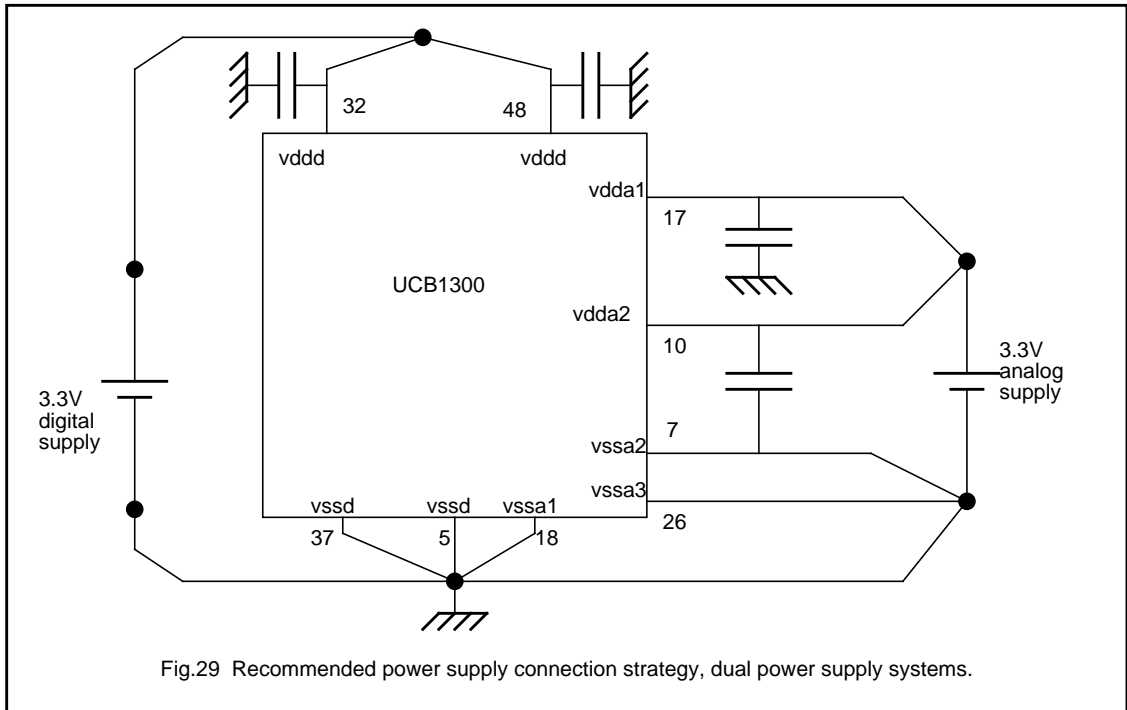 32
48
vddd
vddd
vdda1
17
UCB1300
vdda2
10
3.3V
analog
supply
3.3V
digital
supply
7
vssa2
vssa3
26
vssd
vssd
vssa1
37
5
18
Fig.29 Recommended power supply connection strategy, dual power supply systems.